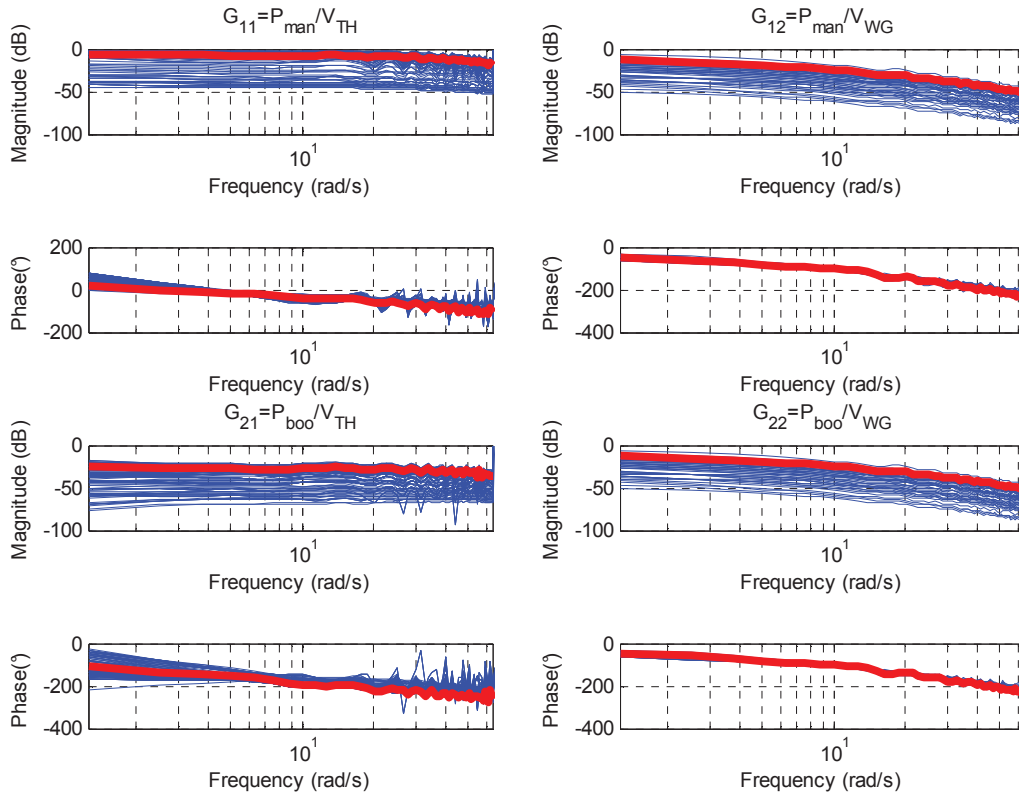 G11=Pman/VTH
Magnitude (dB)
0
-50
-100
10^1
Frequency (rad/s)
Phase(°)
200
0
-200
10^1
Frequency (rad/s)
G12=Pman/VWG
Magnitude (dB)
0
-50
-100
10^1
Frequency (rad/s)
Phase(°)
0
-200
-400
10^1
Frequency (rad/s)
G21=Pboo/VTH
Magnitude (dB)
0
-50
-100
10^1
Frequency (rad/s)
Phase(°)
0
-200
-400
10^1
Frequency (rad/s)
G22=Pboo/VWG
Magnitude (dB)
0
-50
-100
10^1
Frequency (rad/s)
Phase(°)
0
-200
-400
10^1
Frequency (rad/s)